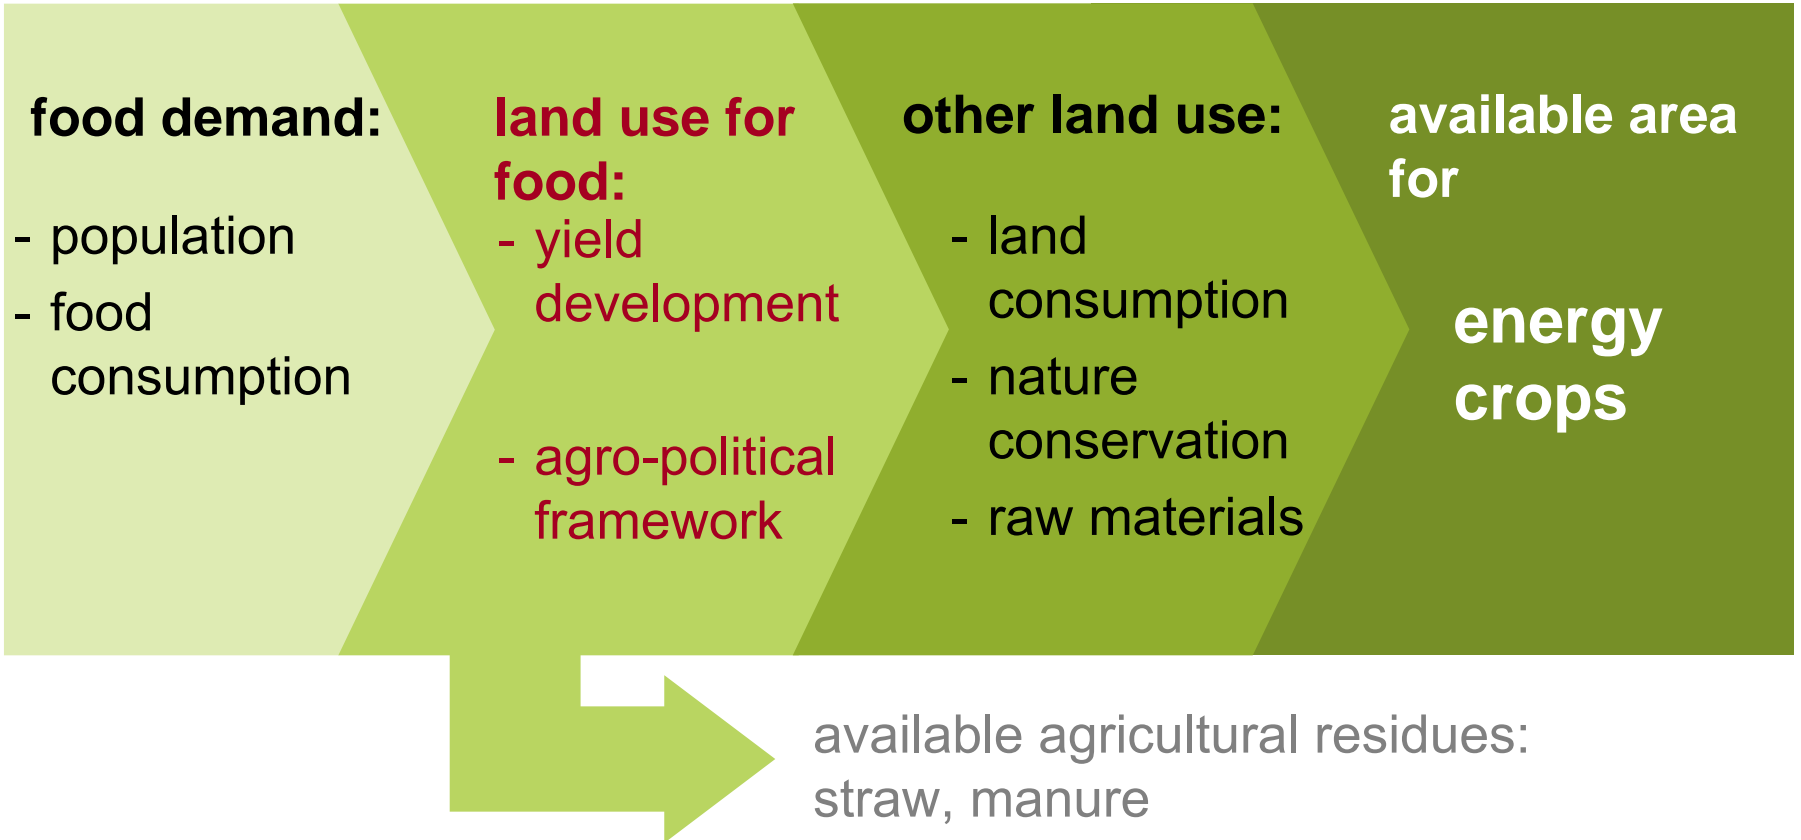 food demand:
- population
- food
consumption
land use for
food:
- yield
development
- agro-political
framework
other land use:
- land
consumption
- nature
conservation
- raw materials
available area
for
energy
crops
available agricultural residues:
straw, manure